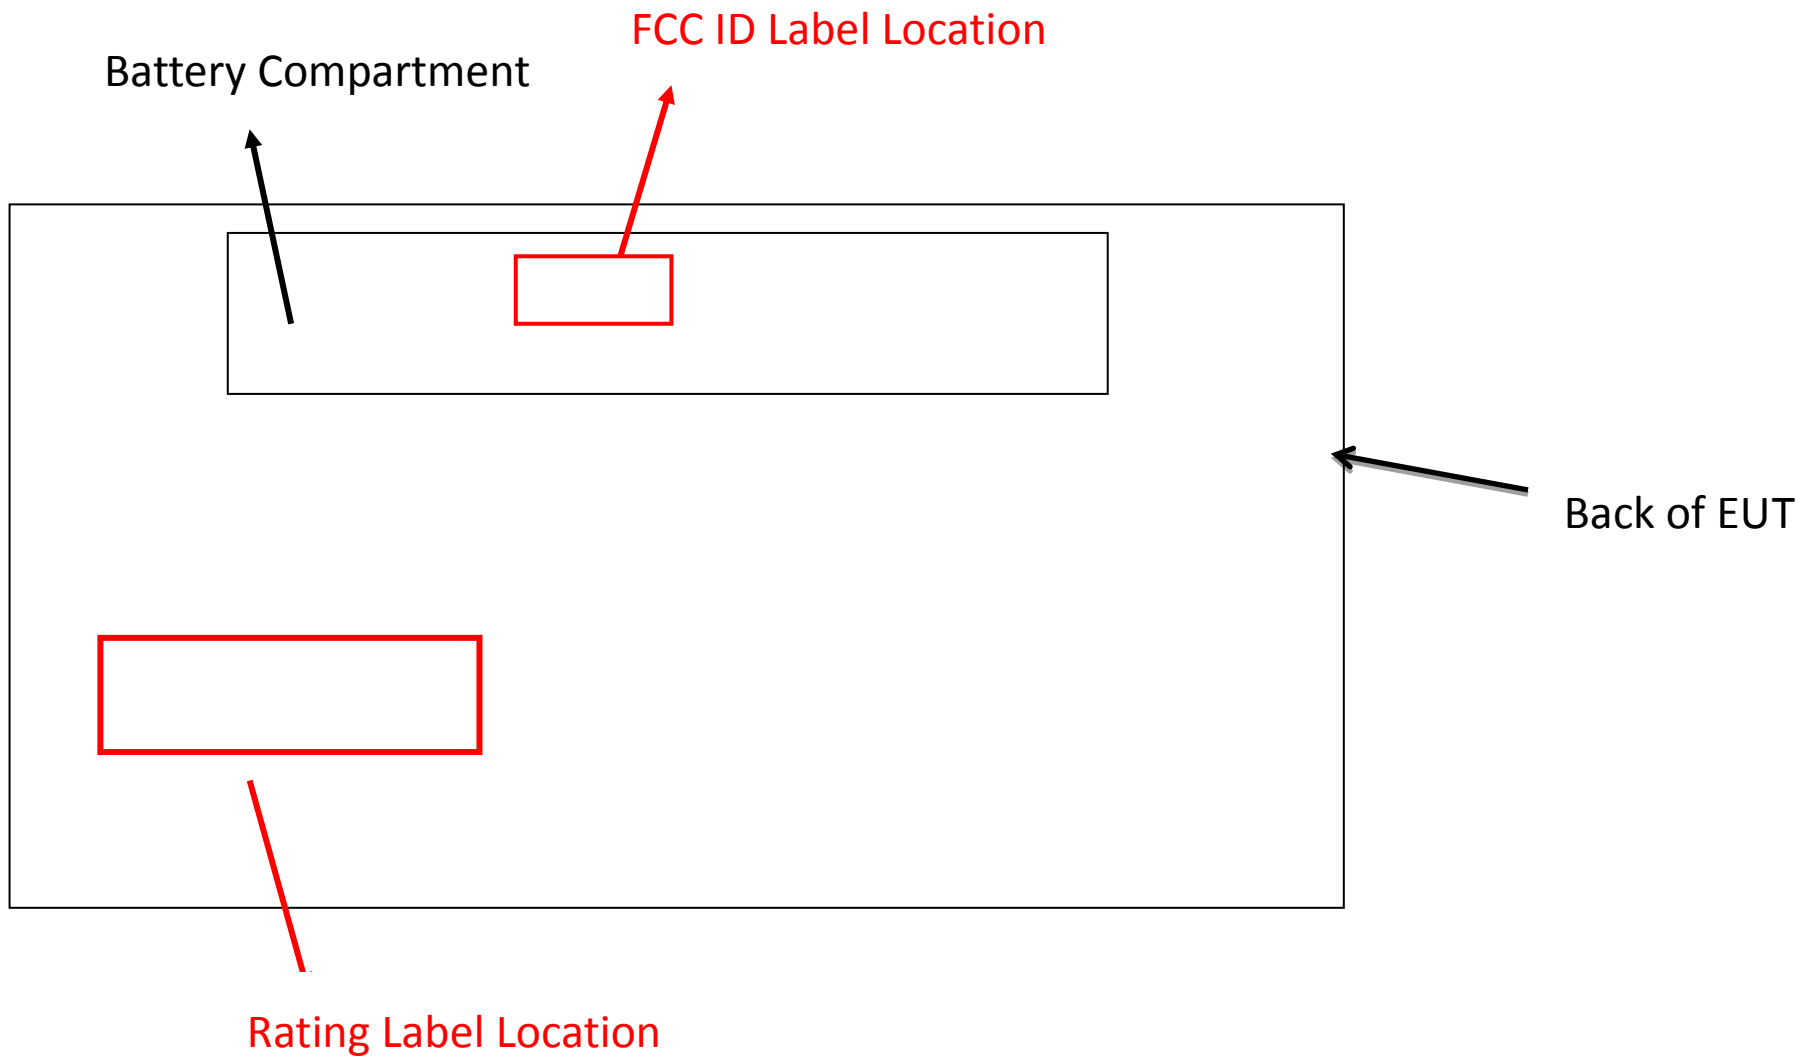 FCC ID Label Location
Battery Compartment
Back of EUT
Rating Label Location